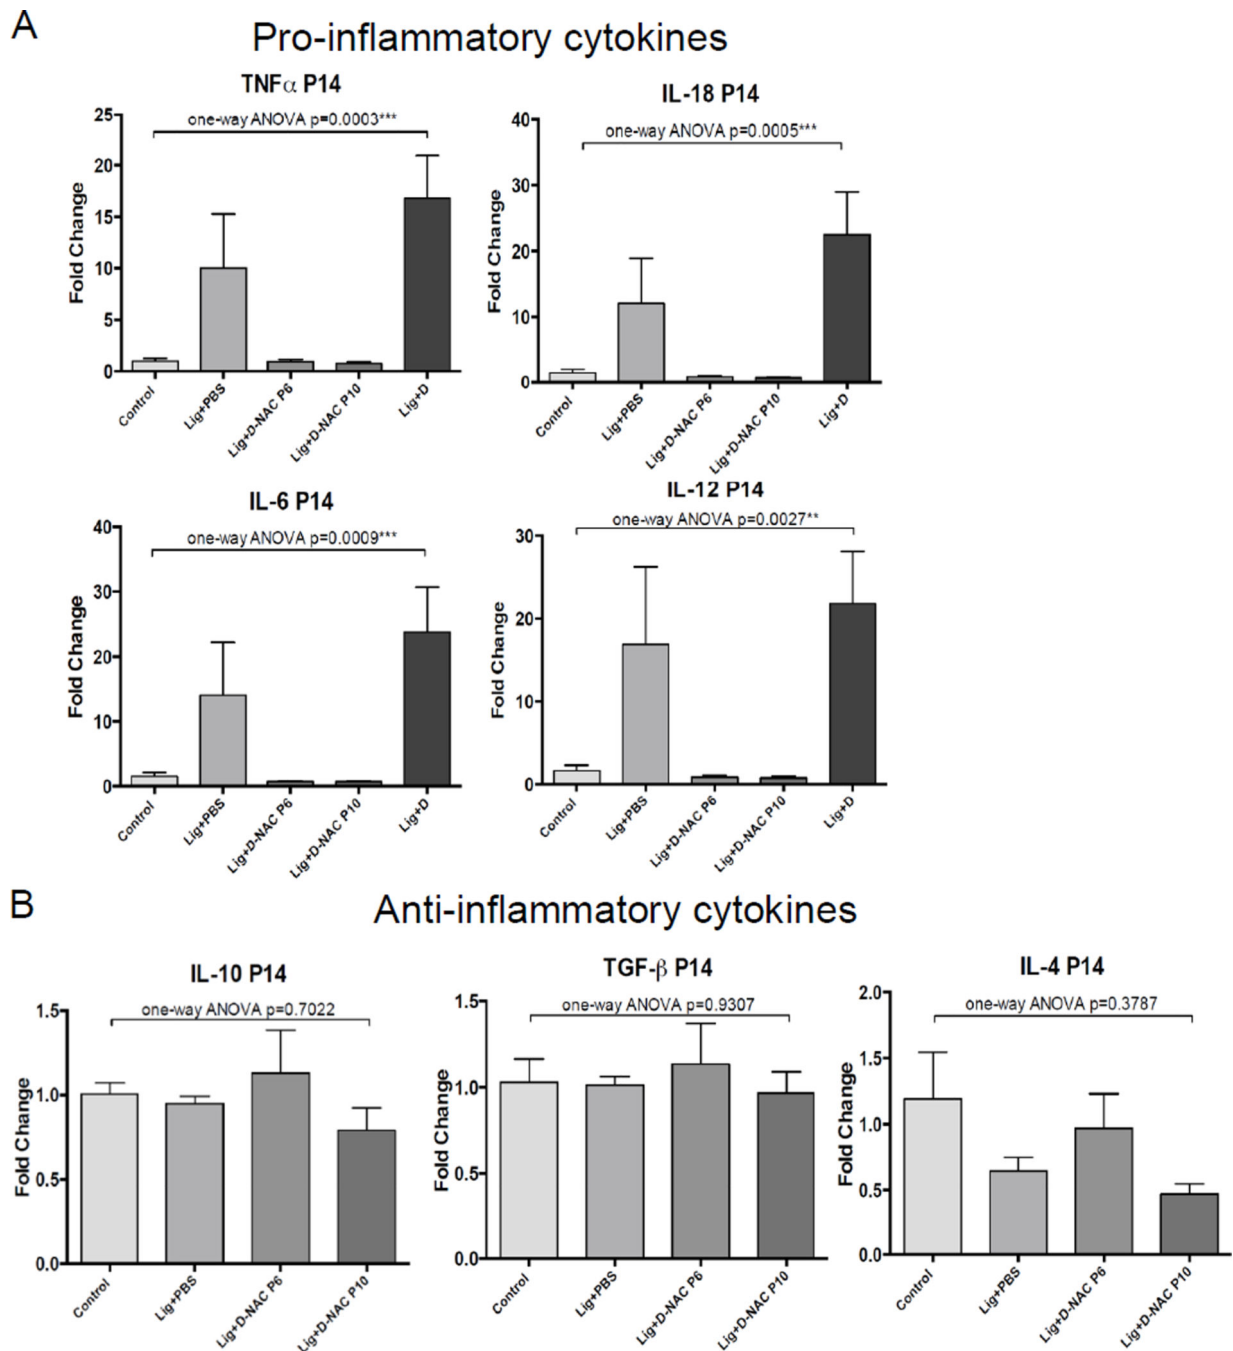 A
Pro-inflammatory cytokines
TNFα P14
one-way ANOVA p=0.0003***
Fold Change
25
20
15
10
5
0
Control
Lig+PBS
Lig+D-NAC P6
Lig+D-NAC P10
Lig+D
IL-18 P14
one-way ANOVA p=0.0005***
Fold Change
40
30
20
10
0
Control
Lig+PBS
Lig+D-NAC P6
Lig+D-NAC P10
Lig+D
IL-6 P14
one-way ANOVA p=0.0009***
Fold Change
40
30
20
10
0
Control
Lig+PBS
Lig+D-NAC P6
Lig+D-NAC P10
Lig+D
IL-12 P14
one-way ANOVA p=0.0027**
Fold Change
30
20
10
0
Control
Lig+PBS
Lig+D-NAC P6
Lig+D-NAC P10
Lig+D
B
Anti-inflammatory cytokines
IL-10 P14
one-way ANOVA p=0.7022
Fold Change
1.5
1.0
0.5
0.0
Control
Lig+PBS
Lig+D-NAC P6
Lig+D-NAC P10
TGF-β P14
one-way ANOVA p=0.9307
Fold Change
1.5
1.0
0.5
0.0
Control
Lig+PBS
Lig+D-NAC P6
Lig+D-NAC P10
IL-4 P14
one-way ANOVA p=0.3787
Fold Change
2.0
1.5
1.0
0.5
0.0
Control
Lig+PBS
Lig+D-NAC P6
Lig+D-NAC P10